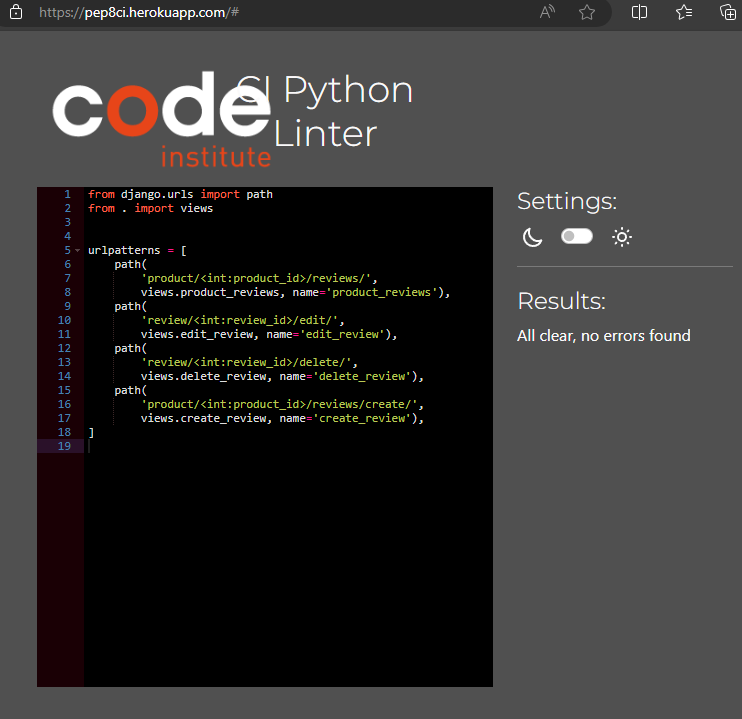 https://pep8ci.herokuapp.com/#
code
institute
CI Python
Linter
1 from django.urls import path
2 from . import views
3
4
5 urlpatterns = [
6     path(
7         'product/<int:product_id>/reviews/',
8         views.product_reviews, name='product_reviews'),
9     path(
10         'review/<int:review_id>/edit/',
11         views.edit_review, name='edit_review'),
12     path(
13         'review/<int:review_id>/delete/',
14         views.delete_review, name='delete_review'),
15     path(
16         'product/<int:product_id>/reviews/create/',
17         views.create_review, name='create_review'),
18 ]
19
Settings:
Results:
All clear, no errors found